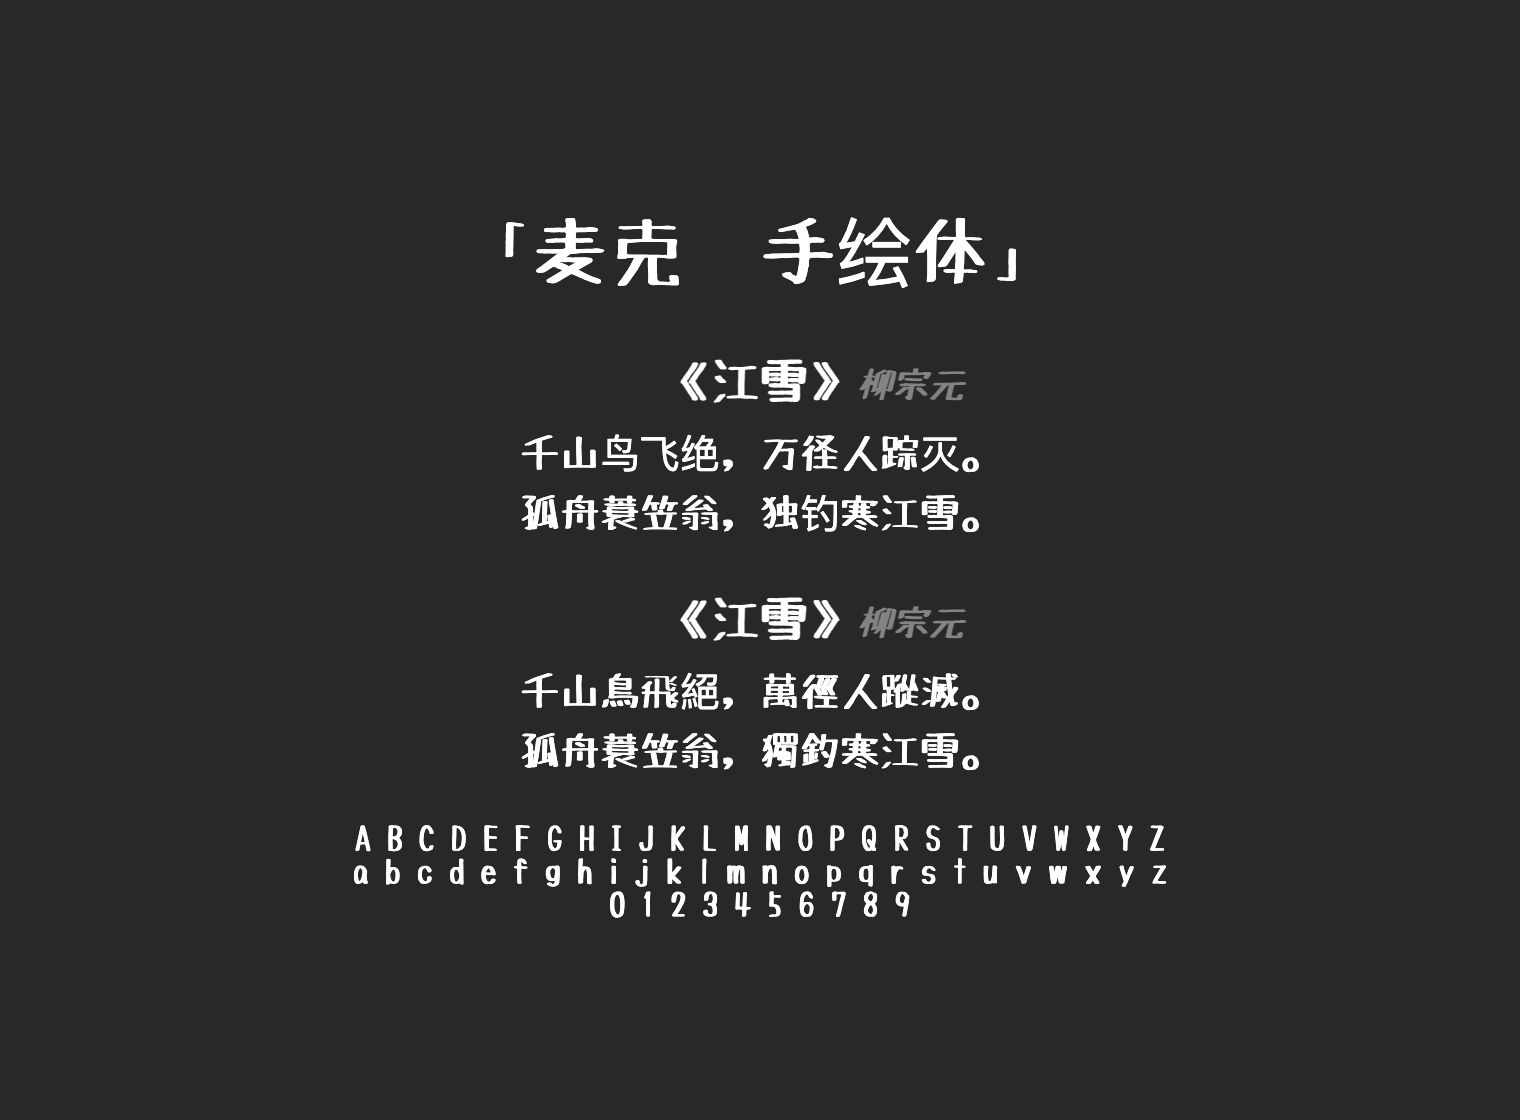 「麦克　手绘体」
《江雪》柳宗元
千山鸟飞绝，万径人踪灭。
孤舟蓑笠翁，独钓寒江雪。
《江雪》柳宗元
千山鳥飛絕，萬徑人蹤滅。
孤舟蓑笠翁，獨釣寒江雪。
A B C D E F G H I J K L M N O P Q R S T U V W X Y Z
a b c d e f g h i j k l m n o p q r s t u v w x y z
0 1 2 3 4 5 6 7 8 9